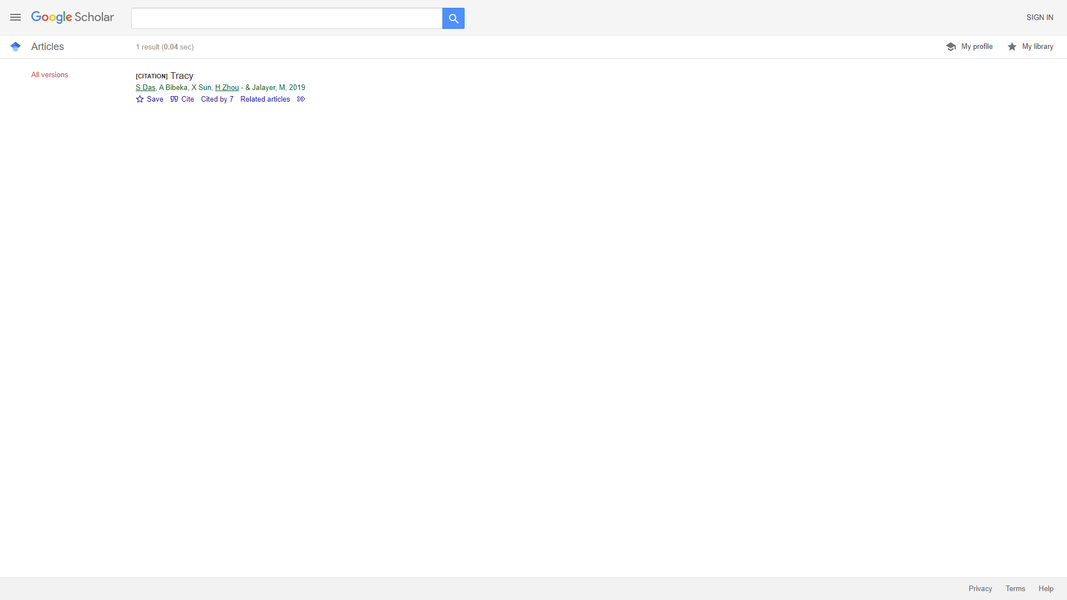 Google Scholar
SIGN IN
Articles
1 result (0.04 sec)
My profile
My library
All versions
[CITATION] Tracy
S Das, A Bibeka, X Sun, H Zhou - & Jalayer, M, 2019
Save Cite Cited by 7 Related articles
Privacy Terms Help